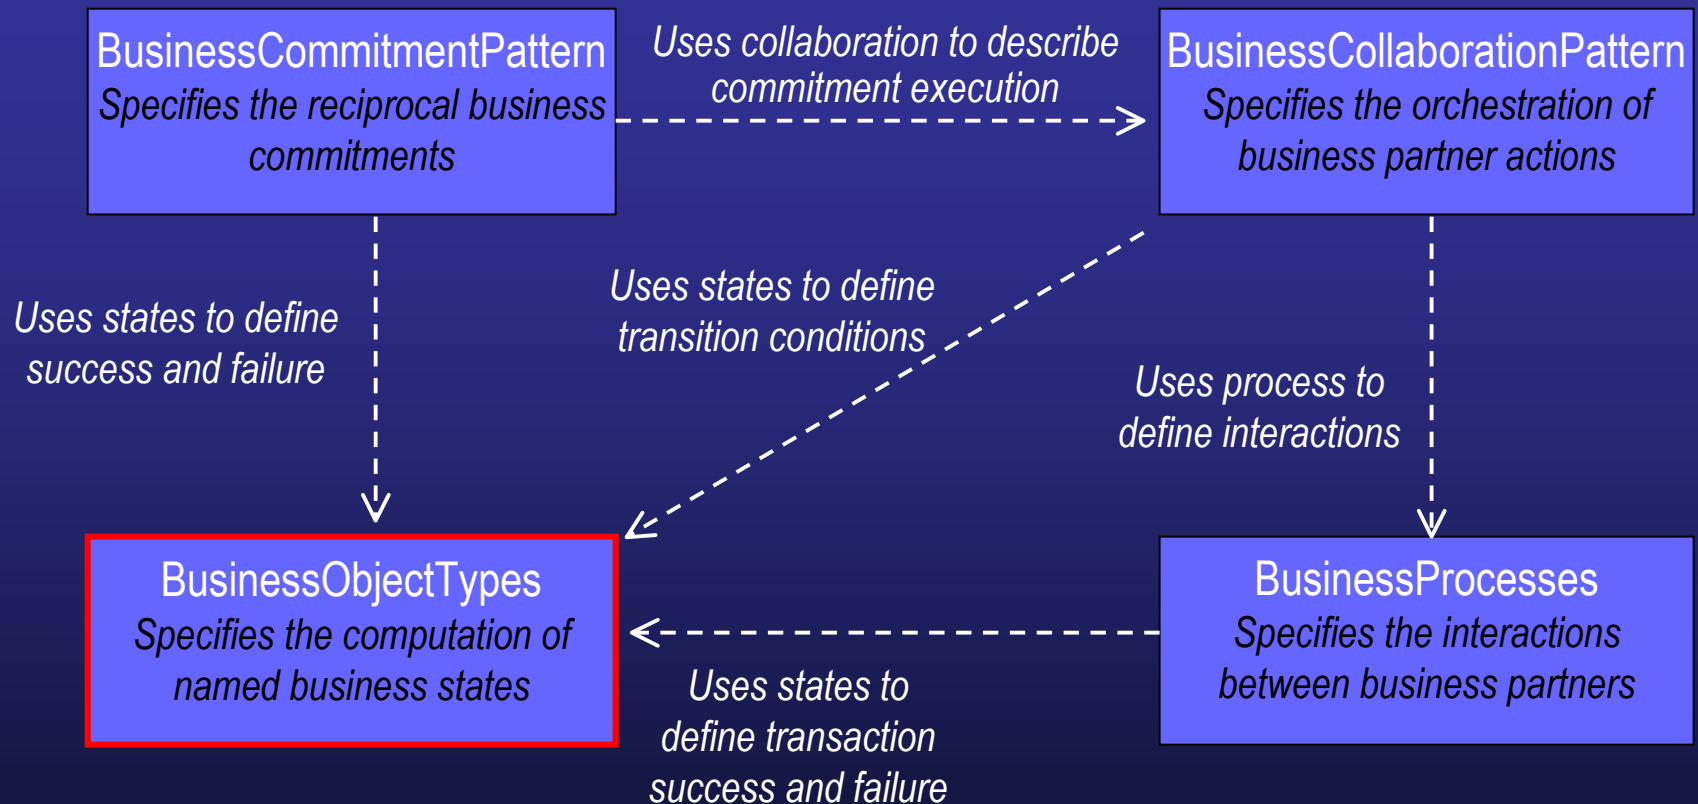 BusinessCommitmentPattern
Specifies the reciprocal business
commitments
Uses collaboration to describe
commitment execution
BusinessCollaborationPattern
Specifies the orchestration of
business partner actions
Uses states to define
success and failure
Uses states to define
transition conditions
Uses process to
define interactions
BusinessObjectTypes
Specifies the computation of
named business states
Uses states to
define transaction
success and failure
BusinessProcesses
Specifies the interactions
between business partners